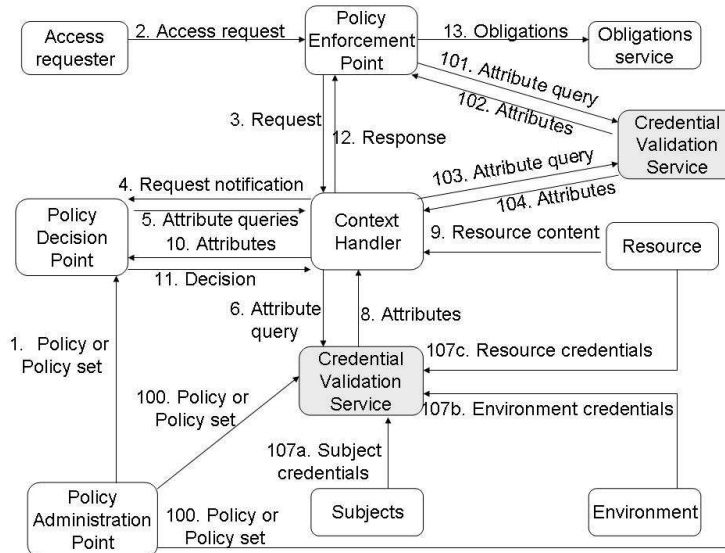 Access
requester
2. Access request
Policy
Enforcement
Point
13. Obligations
Obligations
service
101. Attribute query
102. Attributes
Credential
Validation
Service
3. Request
12. Response
103. Attribute query
104. Attributes
4. Request notification
5. Attribute queries
Policy
Decision
Point
10. Attributes
11. Decision
Context
Handler
9. Resource content
Resource
6. Attribute
query
8. Attributes
1. Policy or
Policy set
Credential
Validation
Service
107c. Resource credentials
107b. Environment credentials
100. Policy or
Policy set
107a. Subject
credentials
Policy
Administration
Point
100. Policy or
Policy set
Subjects
Environment